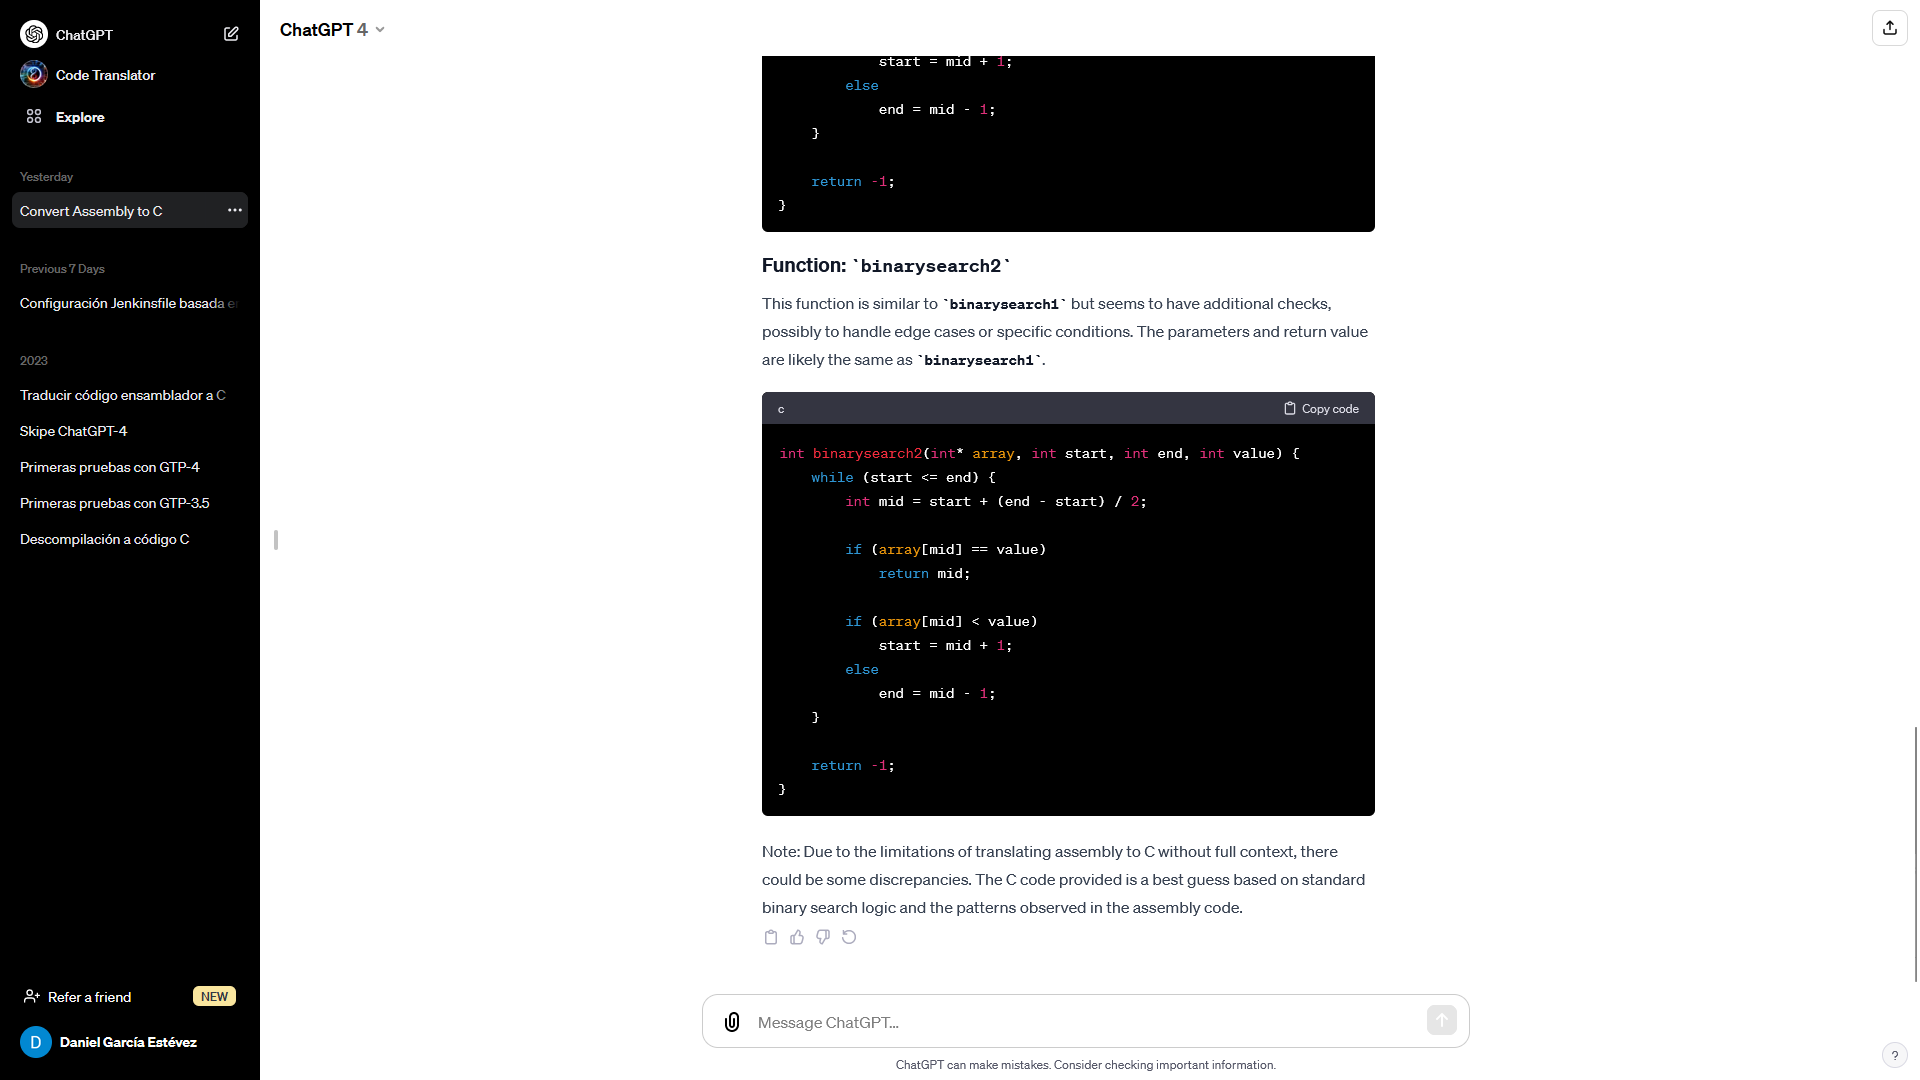 ChatGPT
Code Translator
Explore
Yesterday
Convert Assembly to C
Previous 7 Days
Configuración Jenkinsfile basada en
2023
Traducir código ensamblador a C
Skipe ChatGPT-4
Primeras pruebas con GTP-4
Primeras pruebas con GTP-3.5
Descompilación a código C
Refer a friend NEW
D Daniel García Estévez
ChatGPT 4
start = mid + 1;
else
end = mid - 1;
}
return -1;
}
Function: `binarysearch2`
This function is similar to `binarysearch1` but seems to have additional checks,
possibly to handle edge cases or specific conditions. The parameters and return value
are likely the same as `binarysearch1`.
c Copy code
int binarysearch2(int* array, int start, int end, int value) {
while (start <= end) {
int mid = start + (end - start) / 2;
if (array[mid] == value)
return mid;
if (array[mid] < value)
start = mid + 1;
else
end = mid - 1;
}
return -1;
}
Note: Due to the limitations of translating assembly to C without full context, there
could be some discrepancies. The C code provided is a best guess based on standard
binary search logic and the patterns observed in the assembly code.
Message ChatGPT...
ChatGPT can make mistakes. Consider checking important information.
?